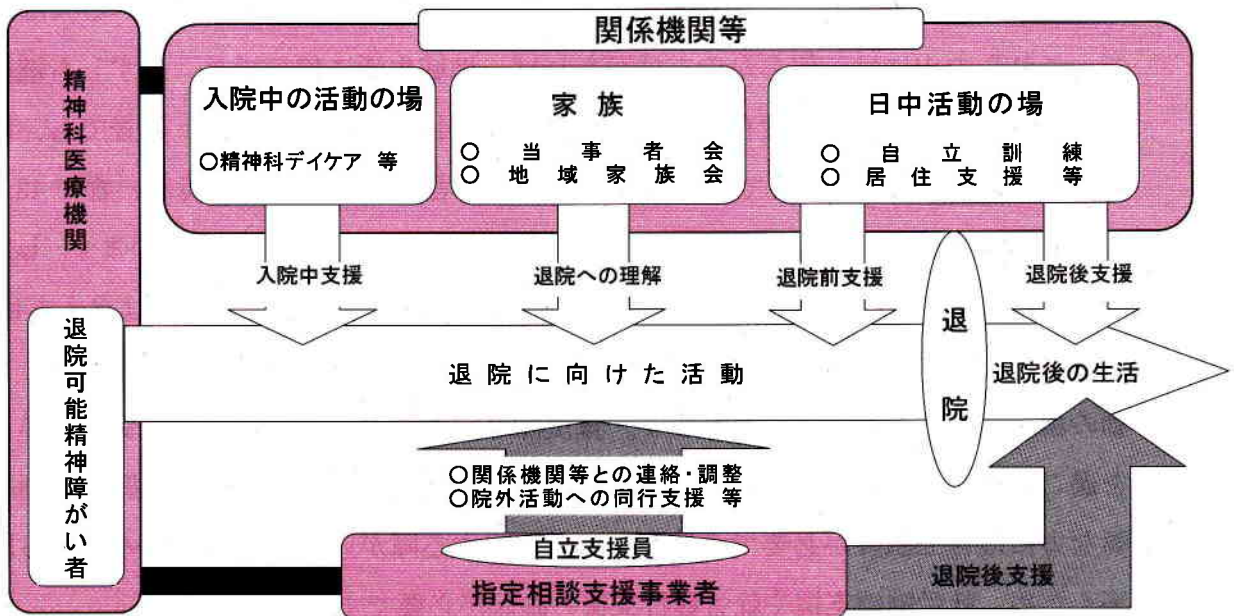 関係機関等
精神科医療機関
入院中の活動の場
○精神科デイケア 等
家族
○当事者会
○地域家族会
日中活動の場
○自立訓練
○居住支援等
入院中支援
退院への理解
退院前支援
退院後支援
退院可能精神障がい者
退院に向けた活動
退院
退院後の生活
○関係機関等との連絡・調整
○院外活動への同行支援 等
自立支援員
指定相談支援事業者
退院後支援